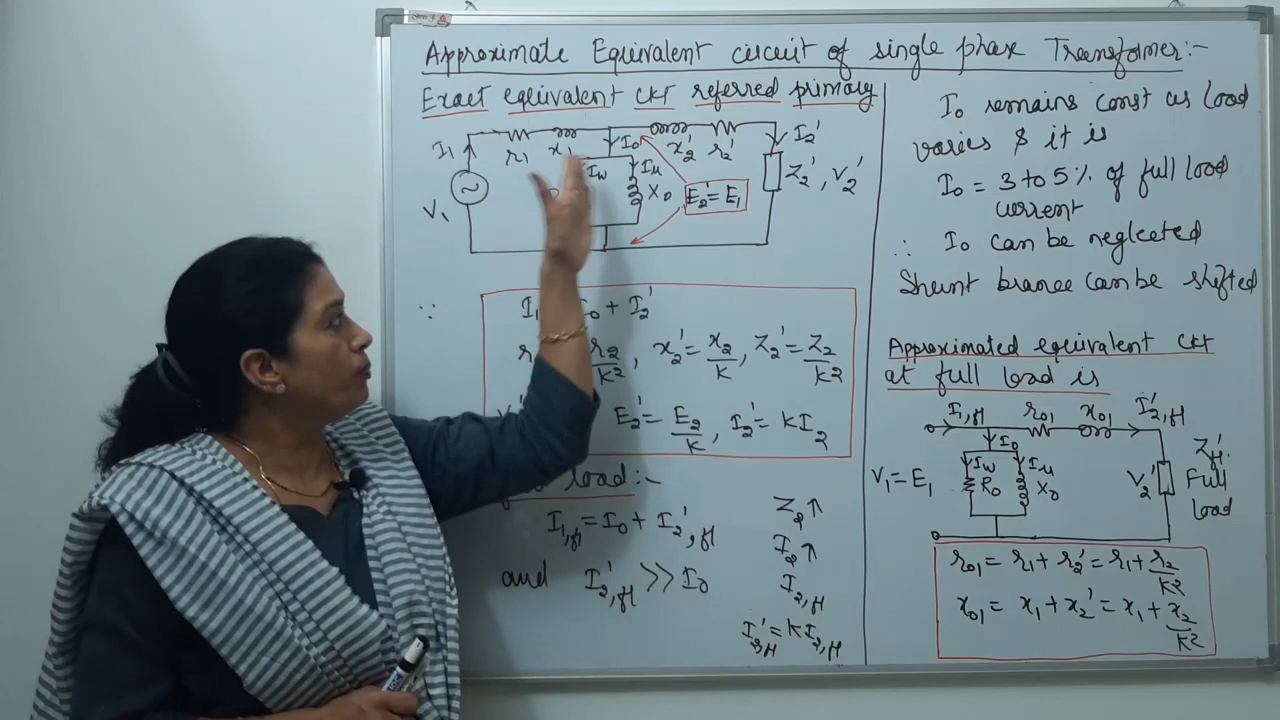 Approximate Equivalent circuit of single phase Transformer:-
Exact equivalent CKT referred primary
I1 r1 x1 I0 x2' r2' I2'
Iw Iμ
V1 X0 E2' = E1 Z2', V2'
∵ I1 I0 + I2'
r2/K², x2' = x2/K, Z2' = Z2/K²
E2' = E2/K, I2' = KI2
load:-
I1,fl = I0 + I2',fl
and I2',fl >> I0
Z2↑
I2↑
I2,fl
I2'fl = KI2,fl
I0 remains const as load
varies & it is
I0 = 3 to 5% of full load
current
∴ I0 can be neglected
Shunt brance can be shifted
Approximated equivalent CKT
at full load is
I1,fl r01 x01 I2',fl
I0
Iw Iμ
V1 = E1 R0 X0 V2' Zfl'
Full
load
r01 = r1 + r2' = r1 + r2/K²
x01 = x1 + x2' = x1 + x2/K²